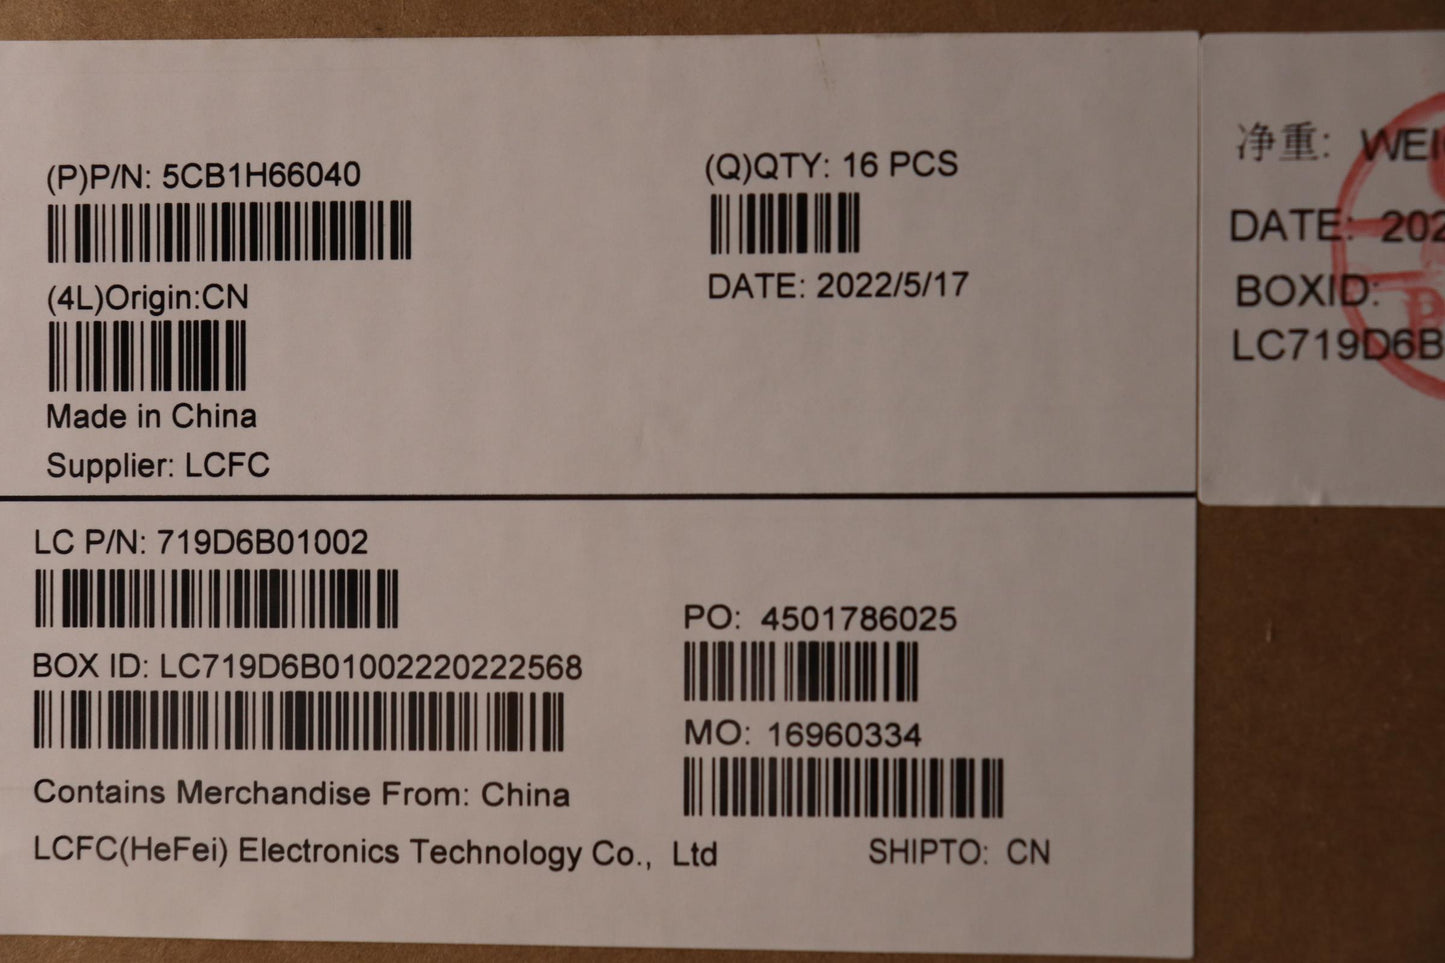 (P)P/N: 5CB1H66040
(Q)QTY: 16 PCS
(4L)Origin:CN
DATE: 2022/5/17
Made in China
Supplier: LCFC
LC P/N: 719D6B01002
PO: 4501786025
BOX ID: LC719D6B01002220222568
MO: 16960334
Contains Merchandise From: China
LCFC(HeFei) Electronics Technology Co., Ltd
SHIPTO: CN
净重:
DATE: 202
BOXID:
LC719D6B